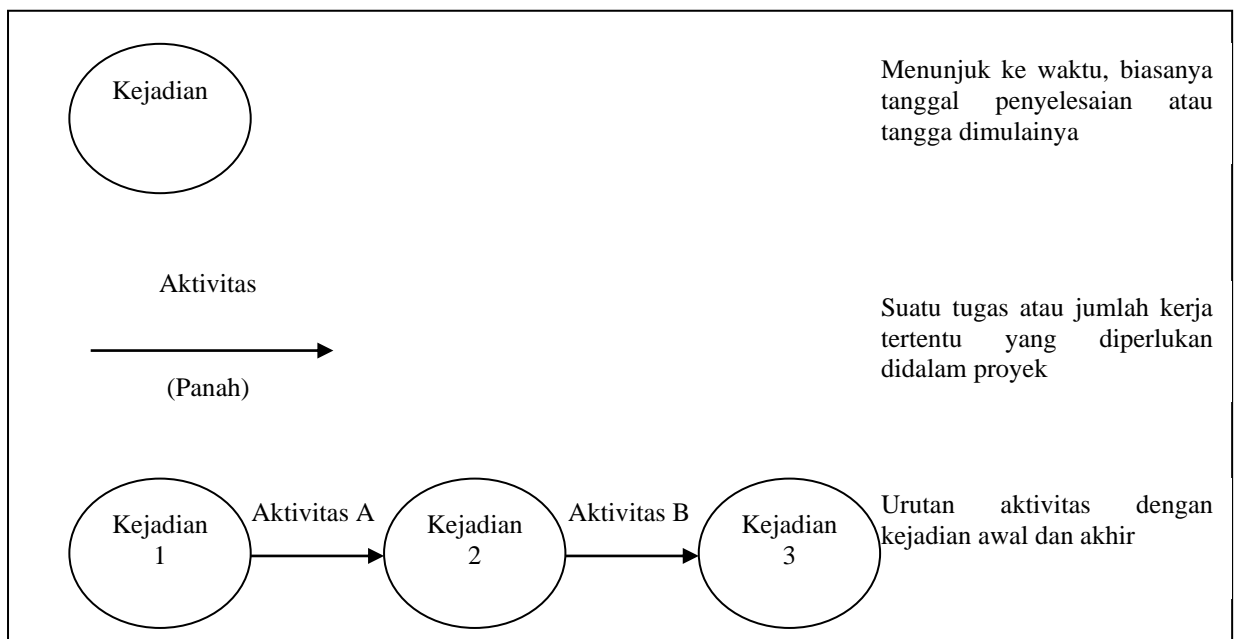 Kejadian
Menunjuk ke waktu, biasanya
tanggal penyelesaian atau
tangga dimulainya
Aktivitas
(Panah)
Suatu tugas atau jumlah kerja
tertentu yang diperlukan
didalam proyek
Kejadian
1
Aktivitas A
Kejadian
2
Aktivitas B
Kejadian
3
Urutan aktivitas dengan
kejadian awal dan akhir